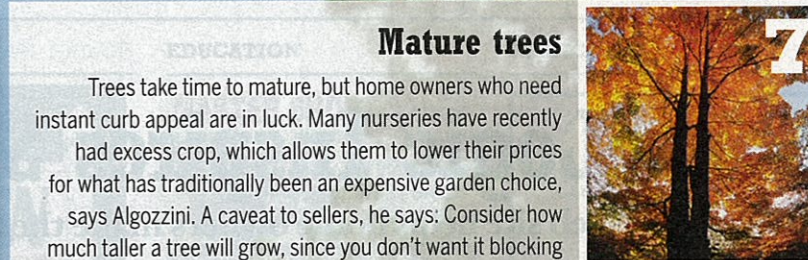 EDUCATION
Mature trees
Trees take time to mature, but home owners who need
instant curb appeal are in luck. Many nurseries have recently
had excess crop, which allows them to lower their prices
for what has traditionally been an expensive garden choice,
says Algozzini. A caveat to sellers, he says: Consider how
much taller a tree will grow, since you don't want it blocking
7